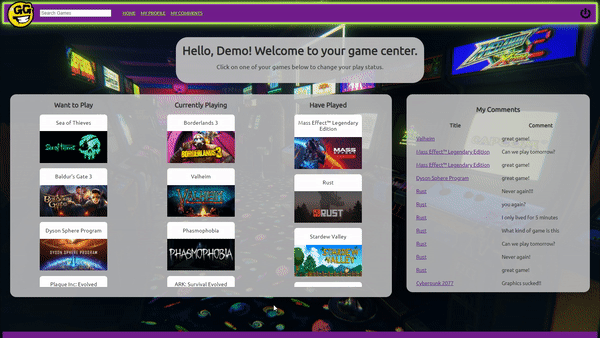 GG
Search Games
HOME
MY PROFILE
MY COMMENTS
Hello, Demo! Welcome to your game center.
Click on one of your games below to change your play status.
Want to Play
Sea of Thieves
Sea of Thieves
Baldur's Gate 3
Dyson Sphere Program
DYSON SPHERE PROGRAM
Plague Inc: Evolved
Currently Playing
Borderlands 3
BORDERLANDS 3
Valheim
VALHEIM
Phasmophobia
PHASMOPHOBIA
ARK: Survival Evolved
Have Played
Mass Effect™ Legendary
Edition
MASS
Rust
RUST
Stardew Valley
STARDEW
VALLEY
My Comments
Title Comment
Valheim great game!
Mass Effect™ Legendary Edition Can we play tomorrow?
Mass Effect™ Legendary Edition great game!
Dyson Sphere Program great game!
Rust Never again!!!
Rust you again?
Rust I only lived for 5 minutes
Rust What kind of game is this
Rust Can we play tomorrow?
Rust Never again!
Rust great game!
Cyberpunk 2077 Graphics sucked!!